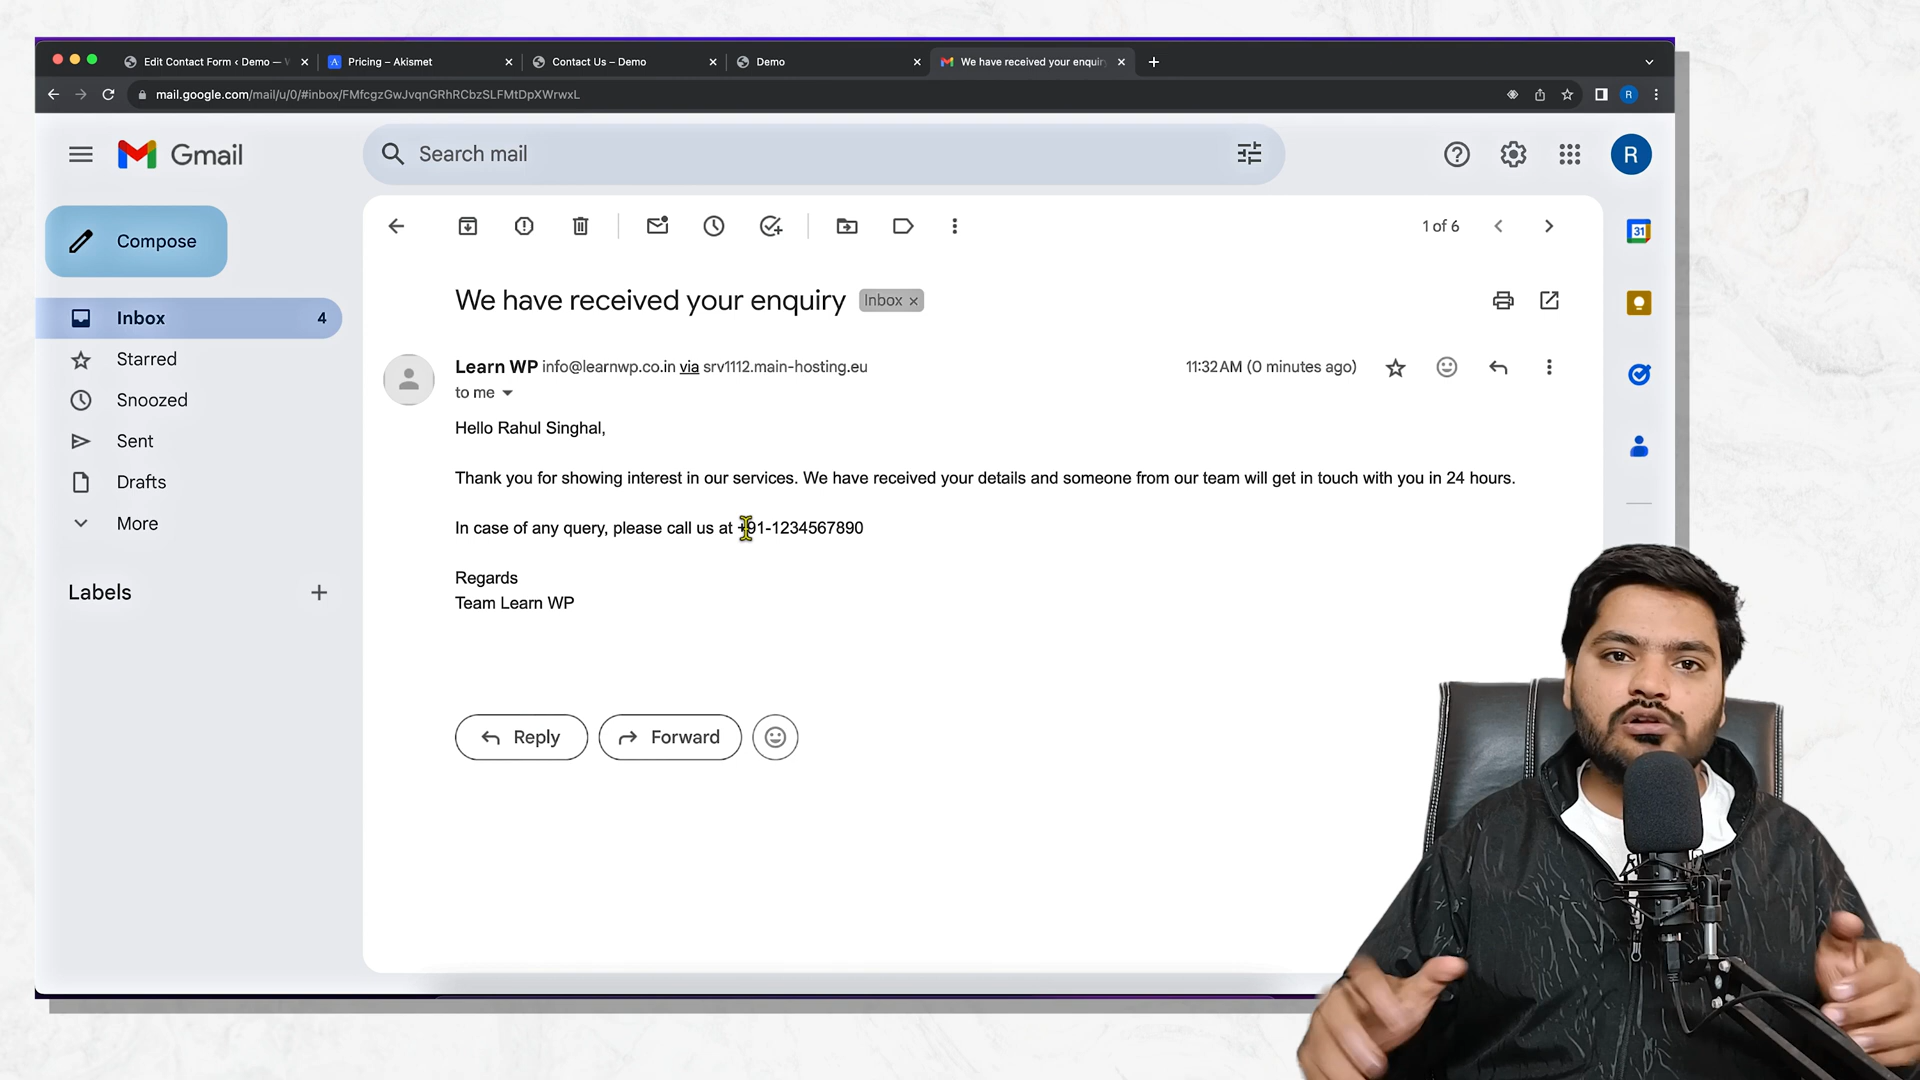 Edit Contact Form ‹ Demo —
Pricing – Akismet
Contact Us – Demo
Demo
We have received your enquir
mail.google.com/mail/u/0/#inbox/FMfcgzGwJvqnGRhRCbzSLFMtDpXWrwxL
R
Gmail
Search mail
R
Compose
1 of 6
31
Inbox 4
Starred
Snoozed
Sent
Drafts
More
Labels
We have received your enquiry Inbox x
Learn WP info@learnwp.co.in via srv1112.main-hosting.eu
11:32 AM (0 minutes ago)
to me
Hello Rahul Singhal,
Thank you for showing interest in our services. We have received your details and someone from our team will get in touch with you in 24 hours.
In case of any query, please call us at +91-1234567890
Regards
Team Learn WP
Reply
Forward